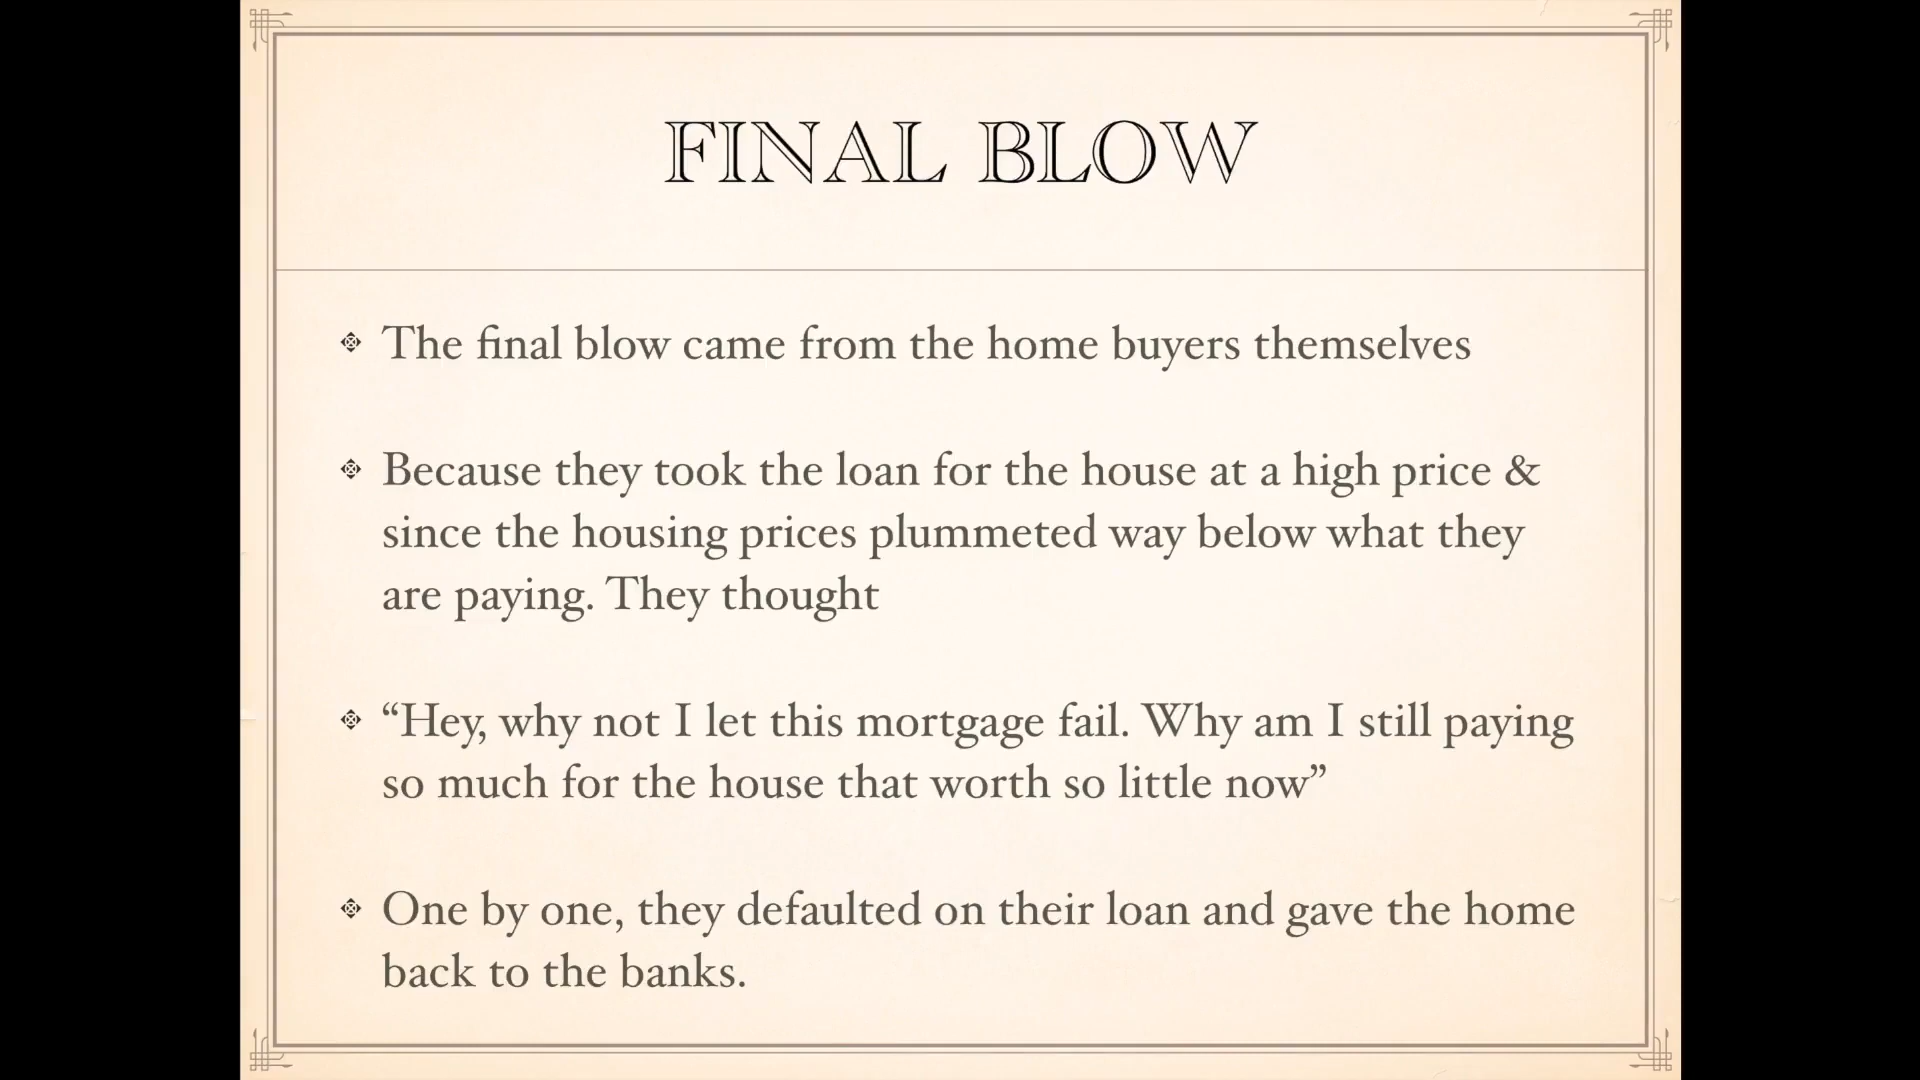 FINAL BLOW
The final blow came from the home buyers themselves
Because they took the loan for the house at a high price &
since the housing prices plummeted way below what they
are paying. They thought
“Hey, why not I let this mortgage fail. Why am I still paying
so much for the house that worth so little now”
One by one, they defaulted on their loan and gave the home
back to the banks.